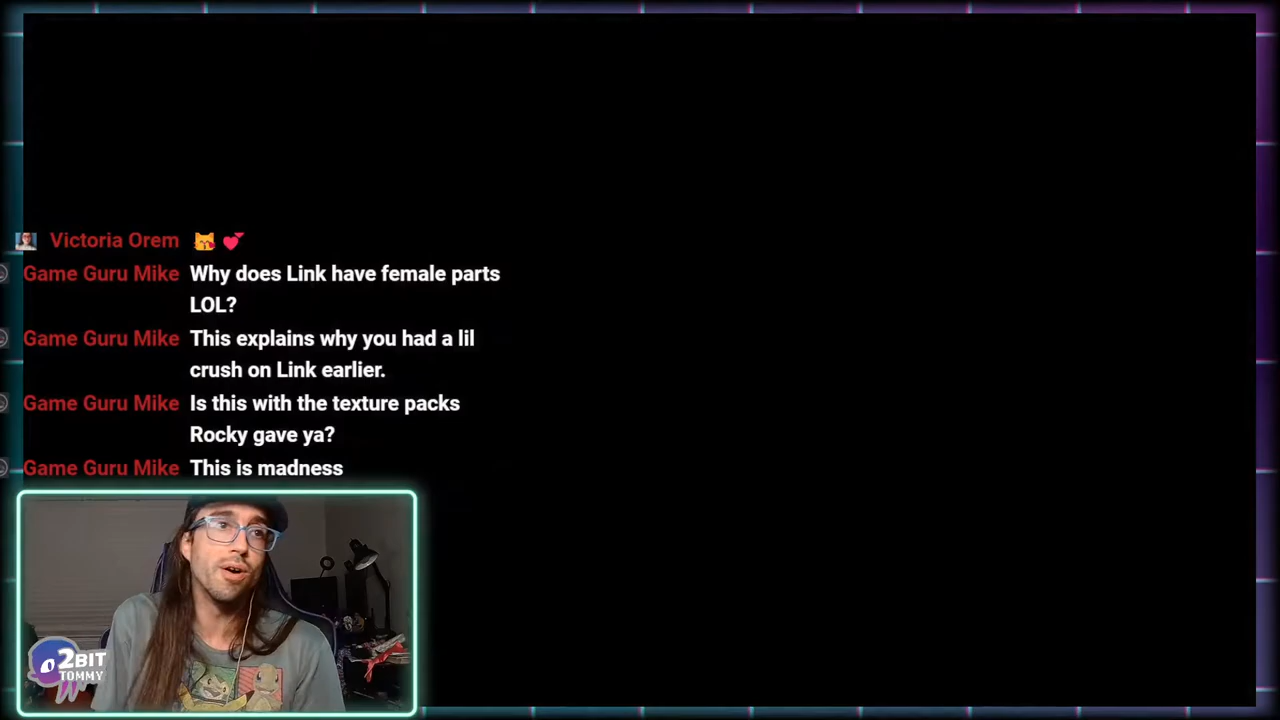 Victoria Orem 😽 💕
Game Guru Mike Why does Link have female parts
LOL?
Game Guru Mike This explains why you had a lil
crush on Link earlier.
Game Guru Mike Is this with the texture packs
Rocky gave ya?
Game Guru Mike This is madness
2BIT
TOMMY